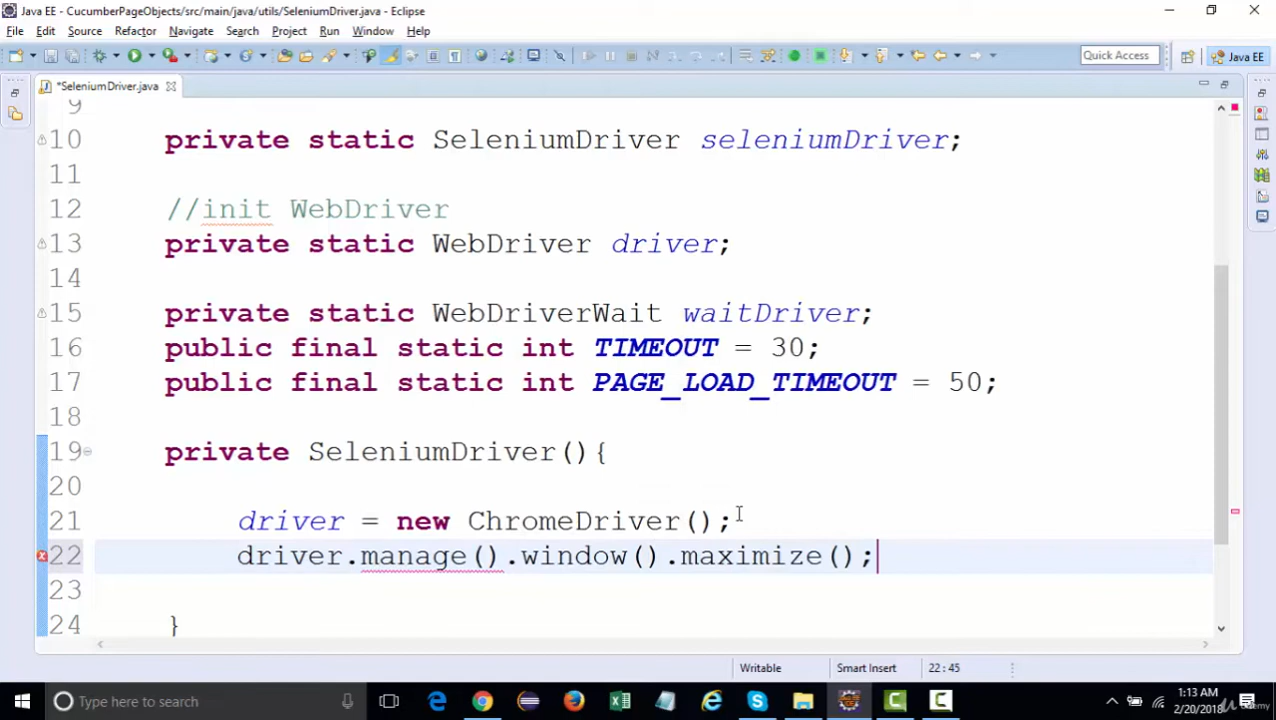 Java EE - CucumberPageObjects/src/main/java/utils/SeleniumDriver.java - Eclipse
File Edit Source Refactor Navigate Search Project Run Window Help
Quick Access
Java EE
*SeleniumDriver.java
9
10 private static SeleniumDriver seleniumDriver;
11
12 //init WebDriver
13 private static WebDriver driver;
14
15 private static WebDriverWait waitDriver;
16 public final static int TIMEOUT = 30;
17 public final static int PAGE_LOAD_TIMEOUT = 50;
18
19 private SeleniumDriver(){
20
21 driver = new ChromeDriver();
22 driver.manage().window().maximize();
23
24 }
Writable Smart Insert 22 : 45
Type here to search
1:13 AM
2/20/2018
Udemy